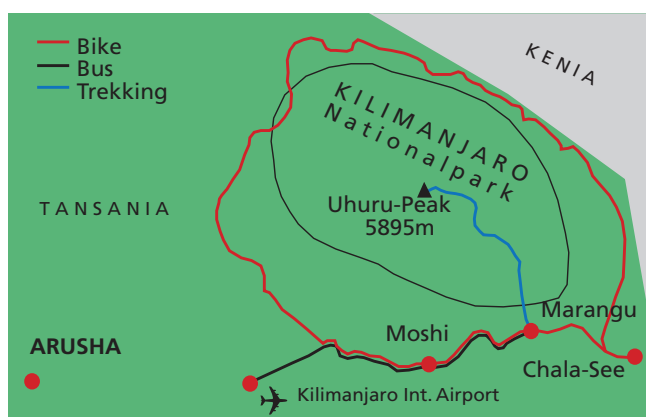 Bike
Bus
Trekking
KENIA
KILIMANJARO
Nationalpark
TANSANIA
Uhuru-Peak
5895m
Marangu
Moshi
ARUSHA
Chala-See
Kilimanjaro Int. Airport